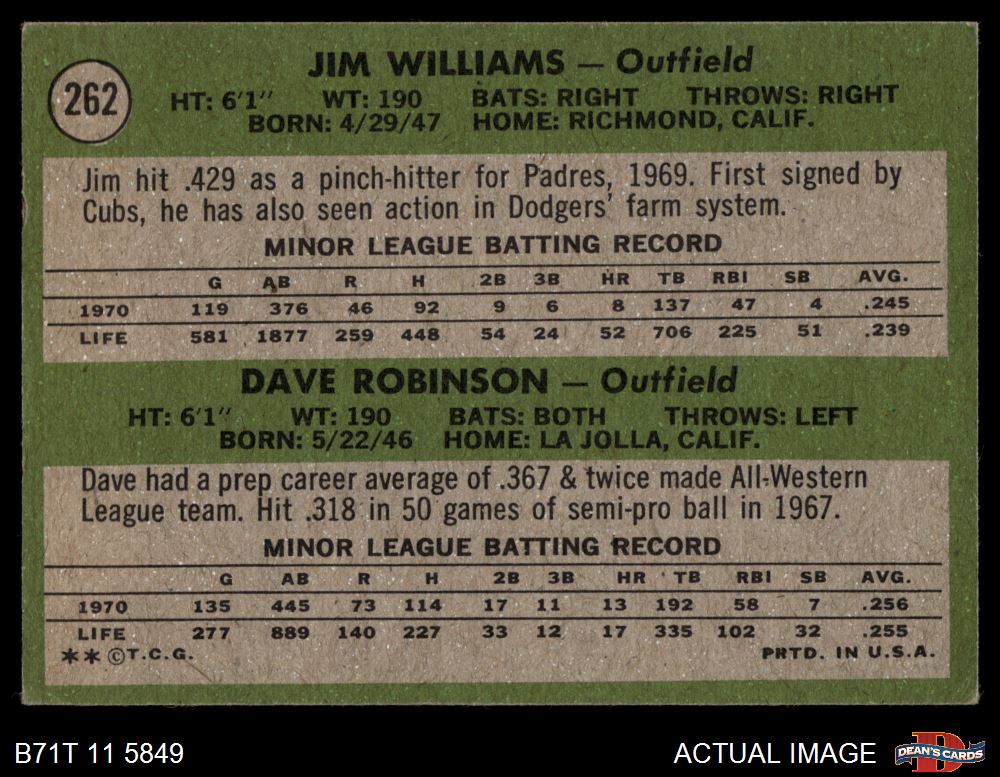 262
JIM WILLIAMS — Outfield
HT: 6'1" WT: 190 BATS: RIGHT THROWS: RIGHT
BORN: 4/29/47 HOME: RICHMOND, CALIF.
Jim hit .429 as a pinch-hitter for Padres, 1969. First signed by
Cubs, he has also seen action in Dodgers' farm system.
MINOR LEAGUE BATTING RECORD
G AB R H 2B 3B HR TB RBI SB AVG.
1970 119 376 46 92 9 6 8 137 47 4 .245
LIFE 581 1877 259 448 54 24 52 706 225 51 .239
DAVE ROBINSON — Outfield
HT: 6'1" WT: 190 BATS: BOTH THROWS: LEFT
BORN: 5/22/46 HOME: LA JOLLA, CALIF.
Dave had a prep career average of .367 & twice made All-Western
League team. Hit .318 in 50 games of semi-pro ball in 1967.
MINOR LEAGUE BATTING RECORD
G AB R H 2B 3B HR TB RBI SB AVG.
1970 135 445 73 114 17 11 13 192 58 7 .256
LIFE 277 889 140 227 33 12 17 335 102 32 .255
**©T.C.G. PRTD. IN U.S.A.
B71T 11 5849 ACTUAL IMAGE DEAN'S CARDS